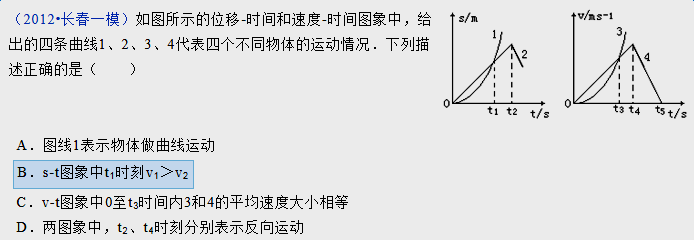 （2012•长春一模）如图所示的位移-时间和速度-时间图象中，给
出的四条曲线1、2、3、4代表四个不同物体的运动情况．下列描
述正确的是（　　）
s/m
1
2
0
t1
t2
t/s
v/ms-1
3
4
0
t3
t4
t5
t/s
A．图线1表示物体做曲线运动
B．s-t图象中t1时刻v1＞v2
C．v-t图象中0至t3时间内3和4的平均速度大小相等
D．两图象中，t2、t4时刻分别表示反向运动